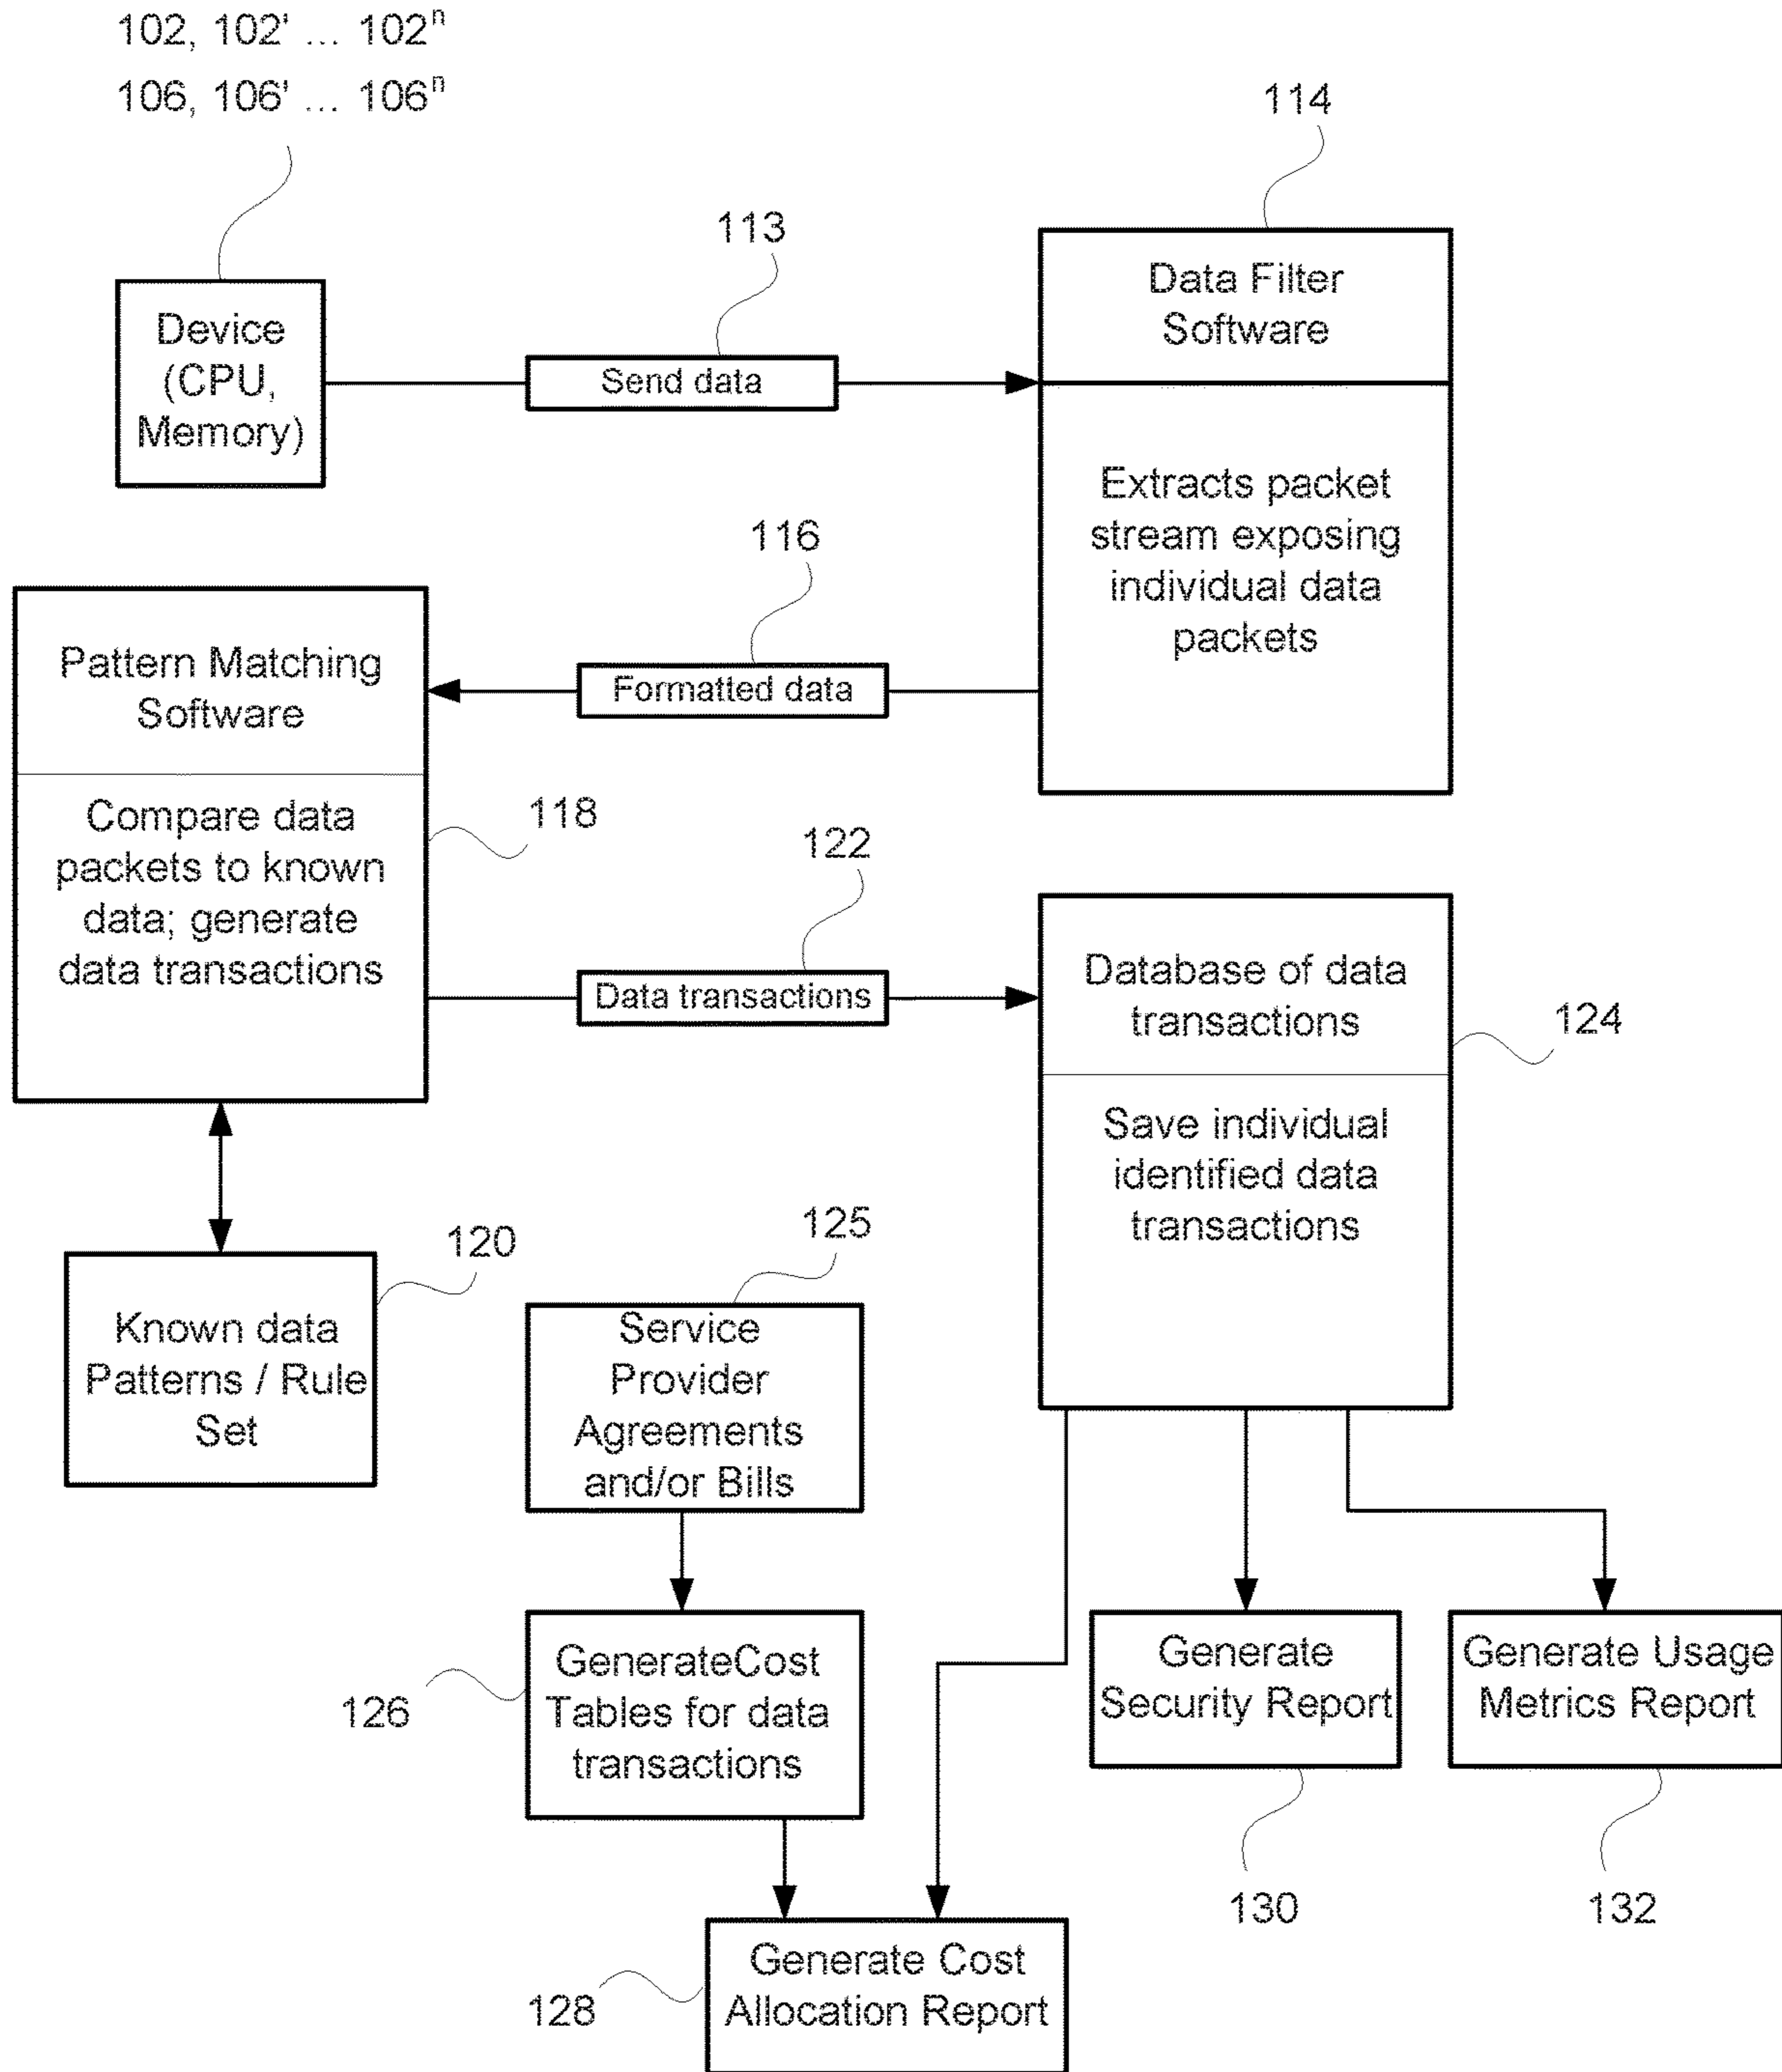 102, 102' ... 102ⁿ
106, 106' ... 106ⁿ
114
113
Device
(CPU,
Memory)
Send data
Data Filter
Software
Extracts packet
stream exposing
individual data
packets
116
Formatted data
Pattern Matching
Software
Compare data
packets to known
data; generate
data transactions
118
122
Data transactions
Database of data
transactions
124
Save individual
identified data
transactions
120
Known data
Patterns / Rule
Set
125
Service
Provider
Agreements
and/or Bills
126
GenerateCost
Tables for data
transactions
Generate
Security Report
Generate Usage
Metrics Report
130
132
128
Generate Cost
Allocation Report